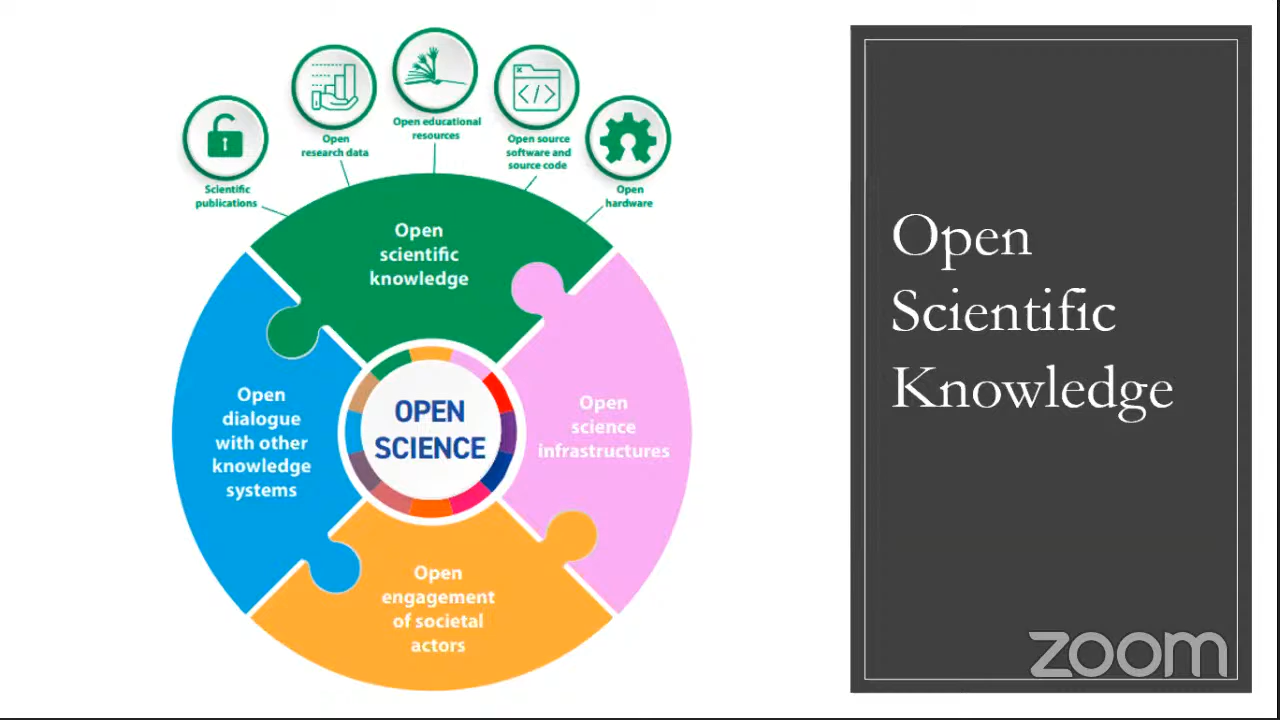 Scientific
publications
Open
research data
Open educational
resources
Open source
software and
source code
Open
hardware
Open
scientific
knowledge
Open
dialogue
with other
knowledge
systems
OPEN
SCIENCE
Open
science
infrastructures
Open
engagement
of societal
actors
Open
Scientific
Knowledge
zoom